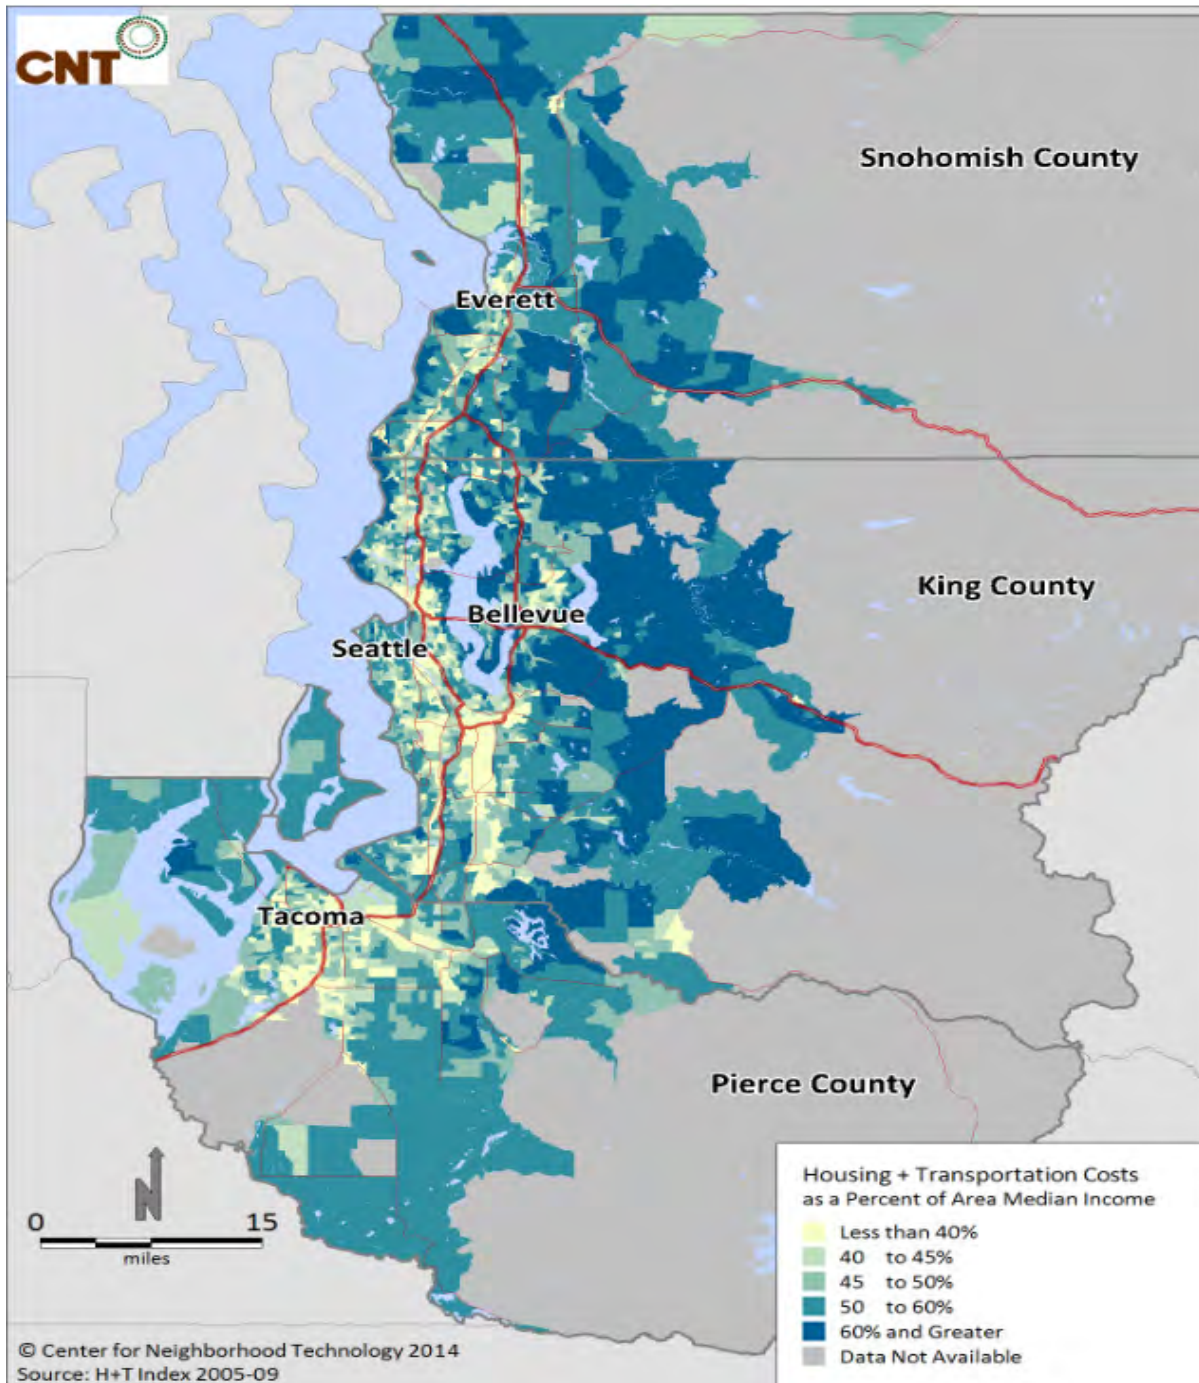 CNT
Snohomish County
Everett
King County
Bellevue
Seattle
Tacoma
Pierce County
N
0 15
miles
Housing + Transportation Costs
as a Percent of Area Median Income
Less than 40%
40 to 45%
45 to 50%
50 to 60%
60% and Greater
Data Not Available
© Center for Neighborhood Technology 2014
Source: H+T Index 2005-09